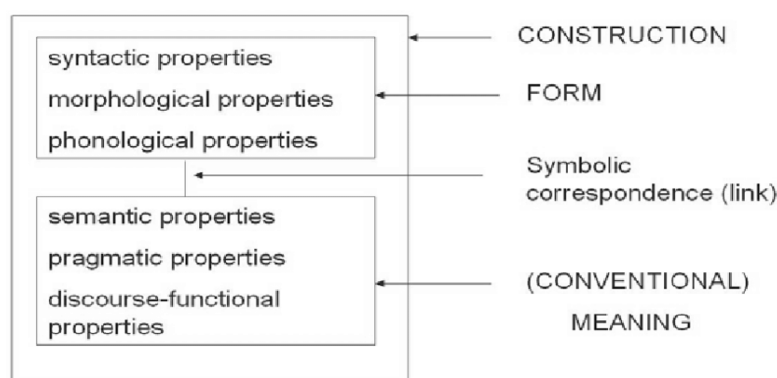 syntactic properties
morphological properties
phonological properties
semantic properties
pragmatic properties
discourse-functional
properties
CONSTRUCTION
FORM
Symbolic
correspondence (link)
(CONVENTIONAL)
MEANING